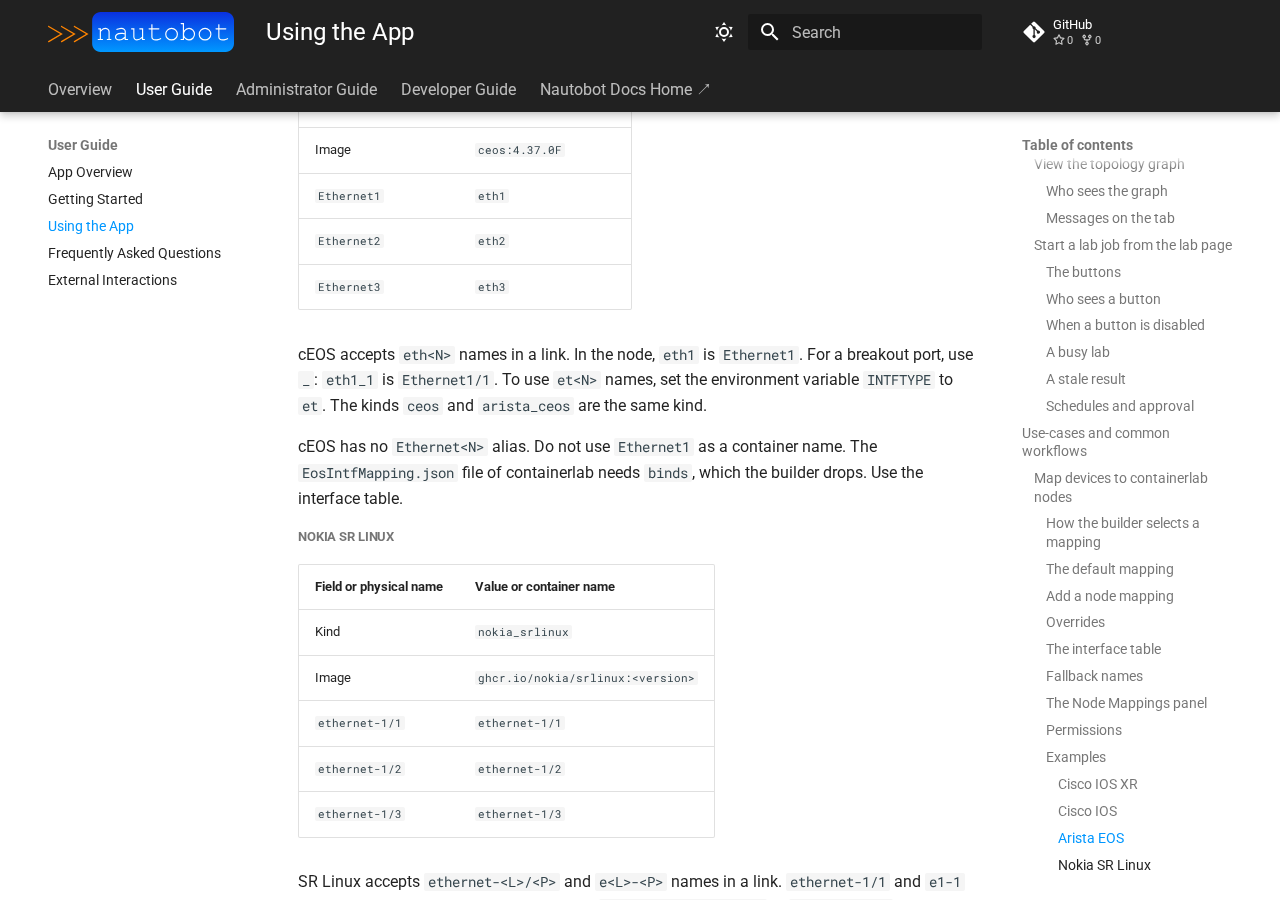 >>> nautobot
Using the App
Search
GitHub
0 0
Overview
User Guide
Administrator Guide
Developer Guide
Nautobot Docs Home ↗
User Guide
App Overview
Getting Started
Using the App
Frequently Asked Questions
External Interactions
Image ceos:4.37.0F
Ethernet1 eth1
Ethernet2 eth2
Ethernet3 eth3
cEOS accepts eth<N> names in a link. In the node, eth1 is Ethernet1. For a breakout port, use
_: eth1_1 is Ethernet1/1. To use et<N> names, set the environment variable INTFTYPE to
et. The kinds ceos and arista_ceos are the same kind.
cEOS has no Ethernet<N> alias. Do not use Ethernet1 as a container name. The
EosIntfMapping.json file of containerlab needs binds, which the builder drops. Use the
interface table.
NOKIA SR LINUX
Field or physical name Value or container name
Kind nokia_srlinux
Image ghcr.io/nokia/srlinux:<version>
ethernet-1/1 ethernet-1/1
ethernet-1/2 ethernet-1/2
ethernet-1/3 ethernet-1/3
SR Linux accepts ethernet-<L>/<P> and e<L>-<P> names in a link. ethernet-1/1 and e1-1
Table of contents
View the topology graph
Who sees the graph
Messages on the tab
Start a lab job from the lab page
The buttons
Who sees a button
When a button is disabled
A busy lab
A stale result
Schedules and approval
Use-cases and common
workflows
Map devices to containerlab
nodes
How the builder selects a
mapping
The default mapping
Add a node mapping
Overrides
The interface table
Fallback names
The Node Mappings panel
Permissions
Examples
Cisco IOS XR
Cisco IOS
Arista EOS
Nokia SR Linux